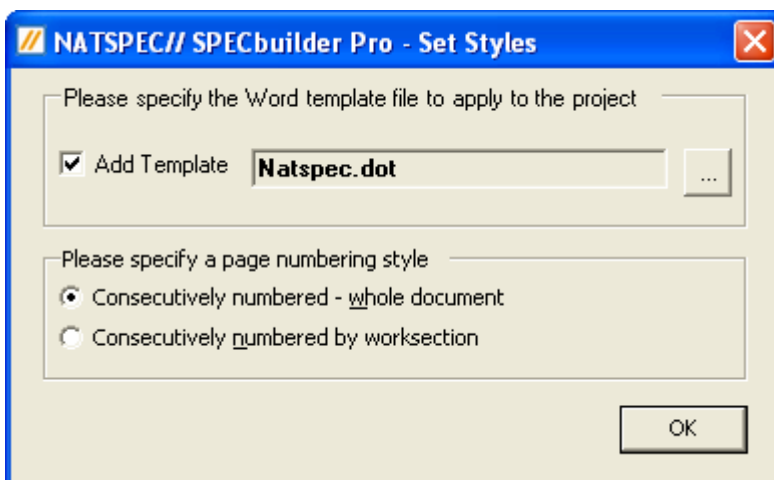 NATSPEC// SPECbuilder Pro - Set Styles
Please specify the Word template file to apply to the project
Add Template Natspec.dot ...
Please specify a page numbering style
Consecutively numbered - whole document
Consecutively numbered by worksection
OK